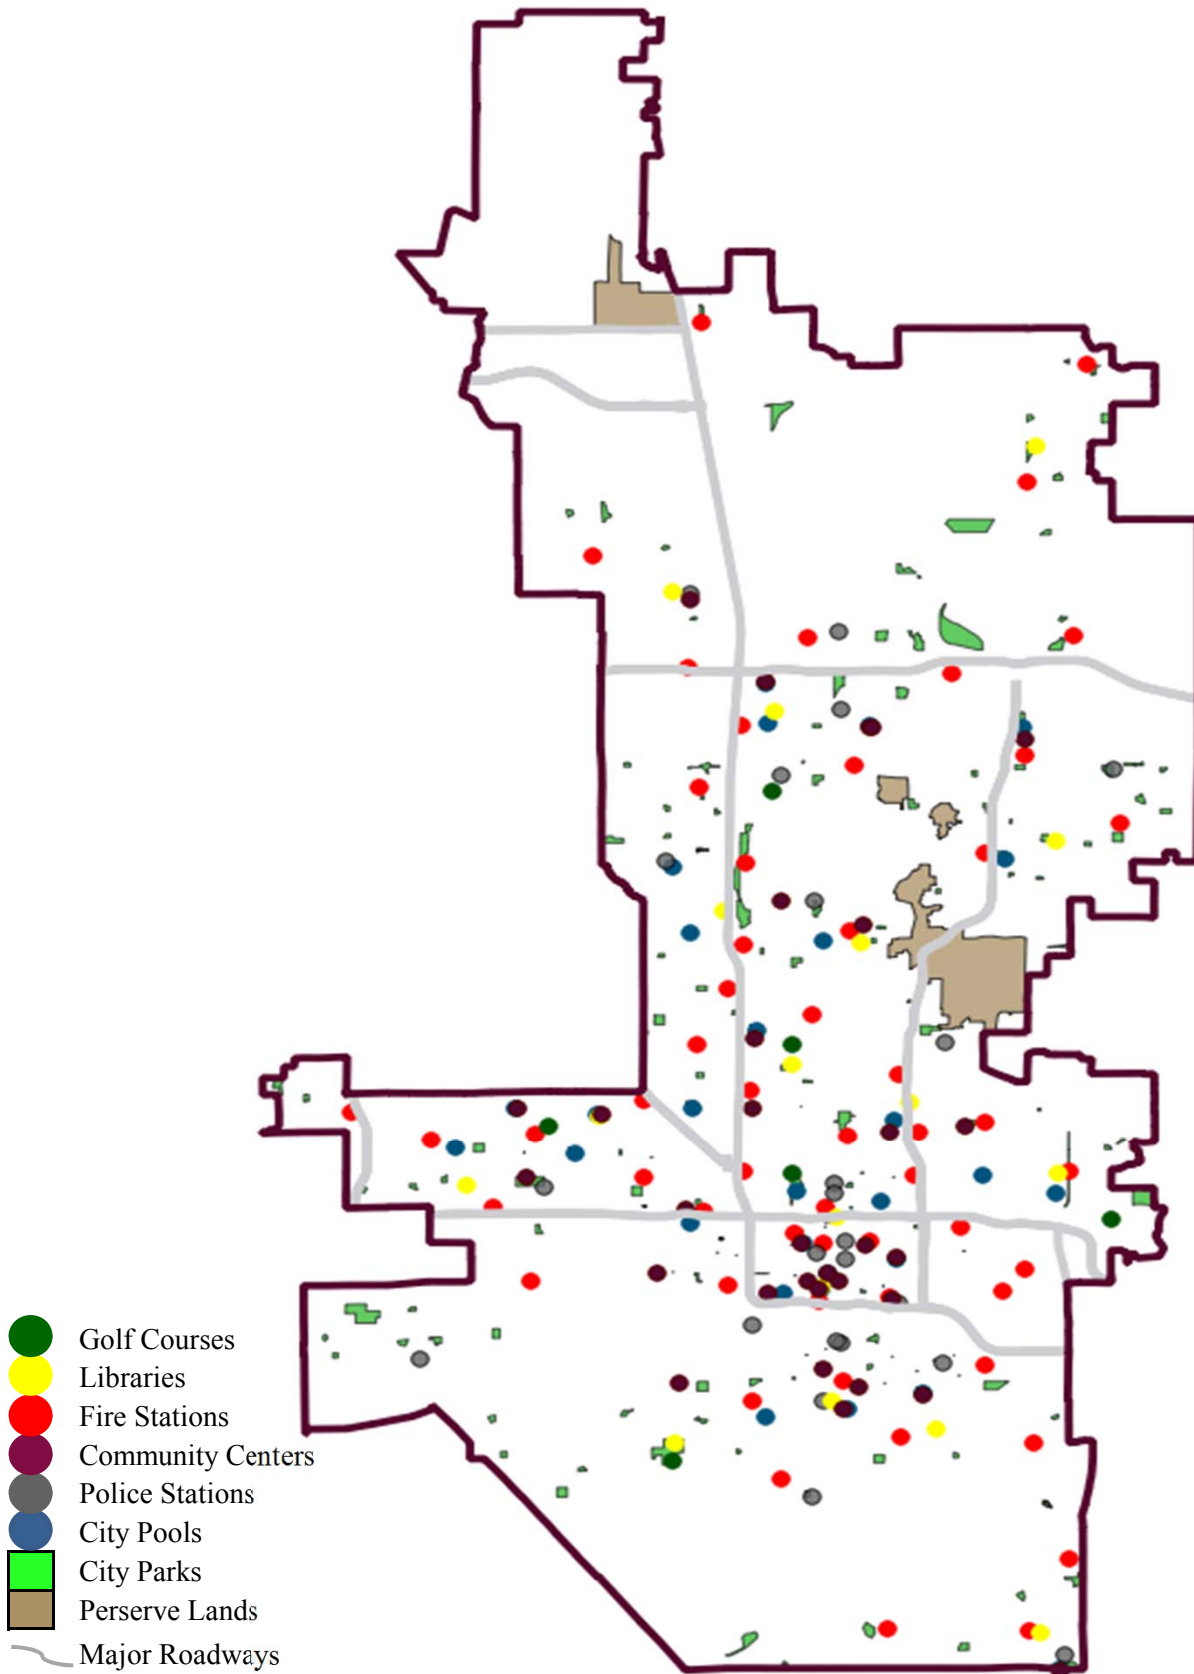 Golf Courses
Libraries
Fire Stations
Community Centers
Police Stations
City Pools
City Parks
Perserve Lands
Major Roadways